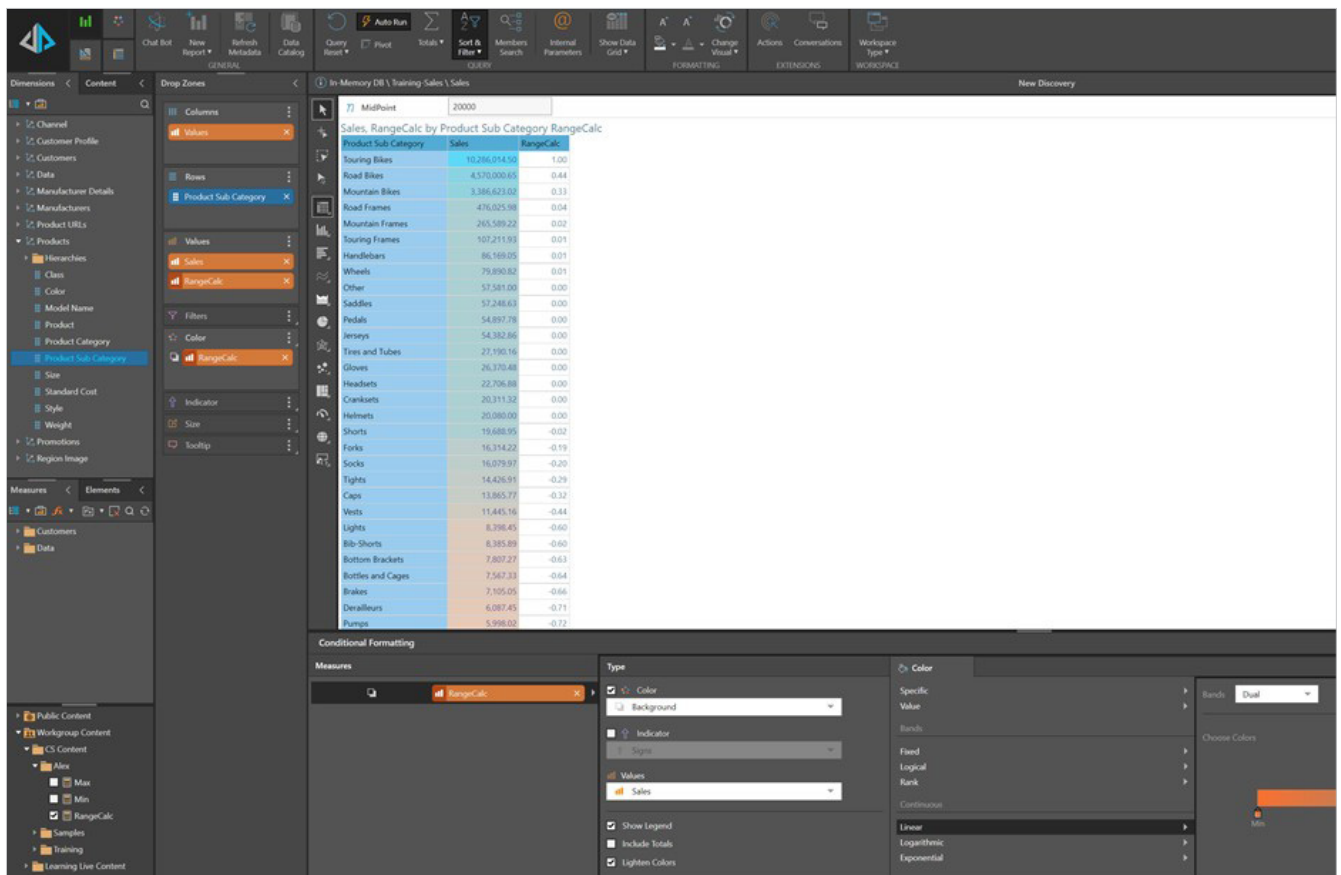 Chat Bot
New Report
Refresh Metadata
Data Catalog
GENERAL
Query Reset
Auto Run
Pivot
Totals
Sort & Filter
Members Search
Internal Parameters
QUERY
Show Data Grid
Change Visual
FORMATTING
Actions
Conversations
EXTENSIONS
Workspace Type
WORKSPACE
Dimensions
Content
Channel
Customer Profile
Customers
Data
Manufacturer Details
Manufacturers
Product URLs
Products
Hierarchies
Class
Color
Model Name
Product
Product Category
Product Sub Category
Size
Standard Cost
Style
Weight
Promotions
Region Image
Measures
Elements
Customers
Data
Public Content
Workgroup Content
CS Content
Alex
Max
Min
RangeCalc
Samples
Training
Learning Live Content
Drop Zones
Columns
Values
Rows
Product Sub Category
Values
Sales
RangeCalc
Filters
Color
RangeCalc
Indicator
Size
Tooltip
In-Memory DB \ Training-Sales \ Sales
New Discovery
MidPoint 20000
Sales, RangeCalc by Product Sub Category RangeCalc
Product Sub Category Sales RangeCalc
Touring Bikes 10,286,014.50 1.00
Road Bikes 4,570,000.65 0.44
Mountain Bikes 3,386,623.02 0.33
Road Frames 476,025.98 0.04
Mountain Frames 265,589.22 0.02
Touring Frames 107,211.93 0.01
Handlebars 86,169.05 0.01
Wheels 79,890.82 0.01
Other 57,581.00 0.00
Saddles 57,248.63 0.00
Pedals 54,897.78 0.00
Jerseys 54,382.86 0.00
Tires and Tubes 27,190.16 0.00
Gloves 26,370.48 0.00
Headsets 22,706.88 0.00
Cranksets 20,311.32 0.00
Helmets 20,080.00 0.00
Shorts 19,688.95 -0.02
Forks 16,314.22 -0.19
Socks 16,079.97 -0.20
Tights 14,426.91 -0.29
Caps 13,865.77 -0.32
Vests 11,445.16 -0.44
Lights 8,398.45 -0.60
Bib-Shorts 8,385.89 -0.60
Bottom Brackets 7,807.27 -0.63
Bottles and Cages 7,567.33 -0.64
Brakes 7,105.05 -0.66
Derailleurs 6,087.45 -0.71
Pumps 5,998.02 -0.72
Conditional Formatting
Measures
RangeCalc
Type
Color
Background
Indicator
Signs
Values
Sales
Show Legend
Include Totals
Lighten Colors
Color
Specific
Value
Bands
Fixed
Logical
Rank
Continuous
Linear
Logarithmic
Exponential
Bands Dual
Choose Colors
Min